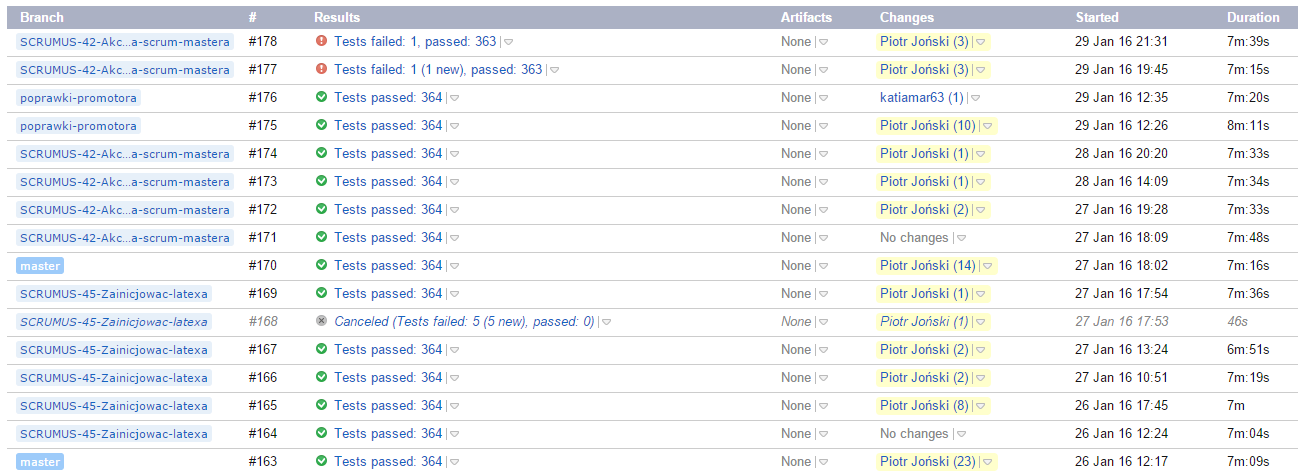 Branch # Results Artifacts Changes Started Duration
SCRUMUS-42-Akc...a-scrum-mastera #178 Tests failed: 1, passed: 363 None Piotr Joński (3) 29 Jan 16 21:31 7m:39s
SCRUMUS-42-Akc...a-scrum-mastera #177 Tests failed: 1 (1 new), passed: 363 None Piotr Joński (3) 29 Jan 16 19:45 7m:15s
poprawki-promotora #176 Tests passed: 364 None katiamar63 (1) 29 Jan 16 12:35 7m:20s
poprawki-promotora #175 Tests passed: 364 None Piotr Joński (10) 29 Jan 16 12:26 8m:11s
SCRUMUS-42-Akc...a-scrum-mastera #174 Tests passed: 364 None Piotr Joński (1) 28 Jan 16 20:20 7m:33s
SCRUMUS-42-Akc...a-scrum-mastera #173 Tests passed: 364 None Piotr Joński (1) 28 Jan 16 14:09 7m:34s
SCRUMUS-42-Akc...a-scrum-mastera #172 Tests passed: 364 None Piotr Joński (2) 27 Jan 16 19:28 7m:33s
SCRUMUS-42-Akc...a-scrum-mastera #171 Tests passed: 364 None No changes 27 Jan 16 18:09 7m:48s
master #170 Tests passed: 364 None Piotr Joński (14) 27 Jan 16 18:02 7m:16s
SCRUMUS-45-Zainicjowac-latexa #169 Tests passed: 364 None Piotr Joński (1) 27 Jan 16 17:54 7m:36s
SCRUMUS-45-Zainicjowac-latexa #168 Canceled (Tests failed: 5 (5 new), passed: 0) None Piotr Joński (1) 27 Jan 16 17:53 46s
SCRUMUS-45-Zainicjowac-latexa #167 Tests passed: 364 None Piotr Joński (2) 27 Jan 16 13:24 6m:51s
SCRUMUS-45-Zainicjowac-latexa #166 Tests passed: 364 None Piotr Joński (2) 27 Jan 16 10:51 7m:19s
SCRUMUS-45-Zainicjowac-latexa #165 Tests passed: 364 None Piotr Joński (8) 26 Jan 16 17:45 7m
SCRUMUS-45-Zainicjowac-latexa #164 Tests passed: 364 None No changes 26 Jan 16 12:24 7m:04s
master #163 Tests passed: 364 None Piotr Joński (23) 26 Jan 16 12:17 7m:09s